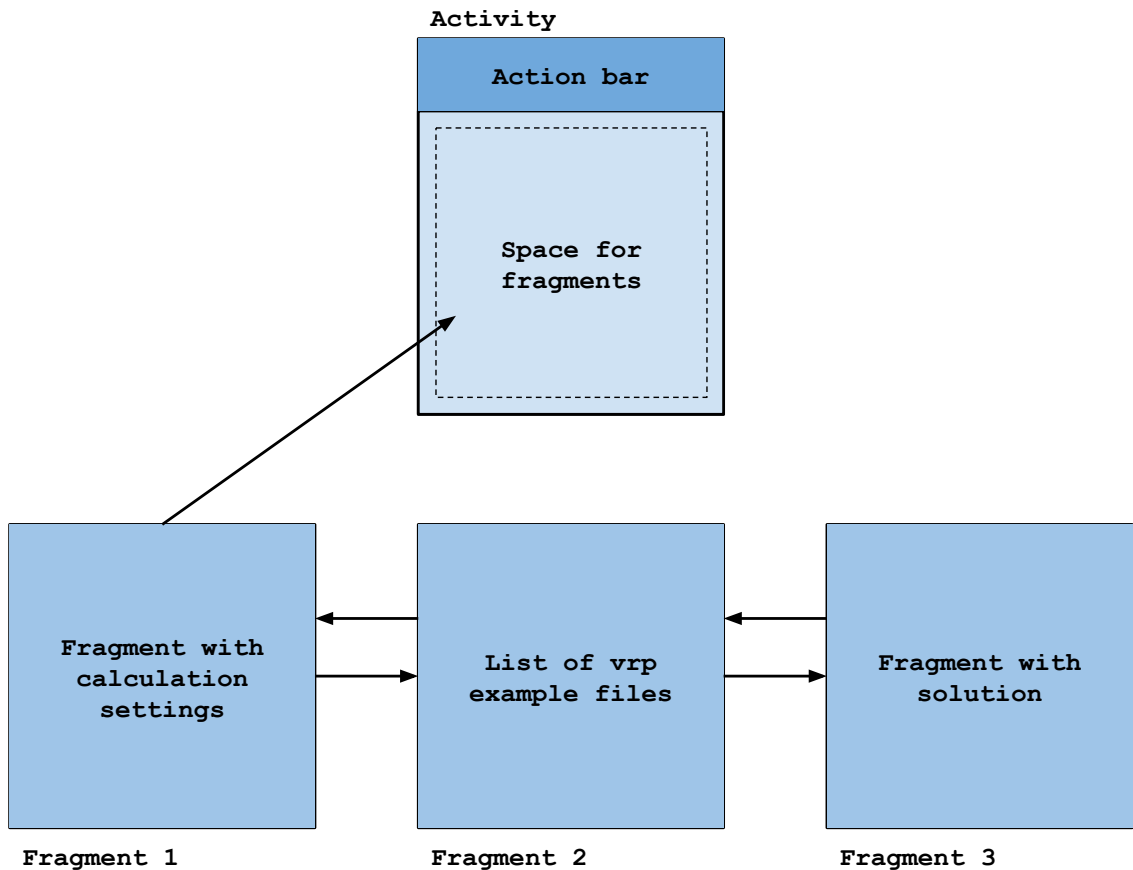 Activity
Action bar
Space for
fragments
Fragment with
calculation
settings
List of vrp
example files
Fragment with
solution
Fragment 1
Fragment 2
Fragment 3